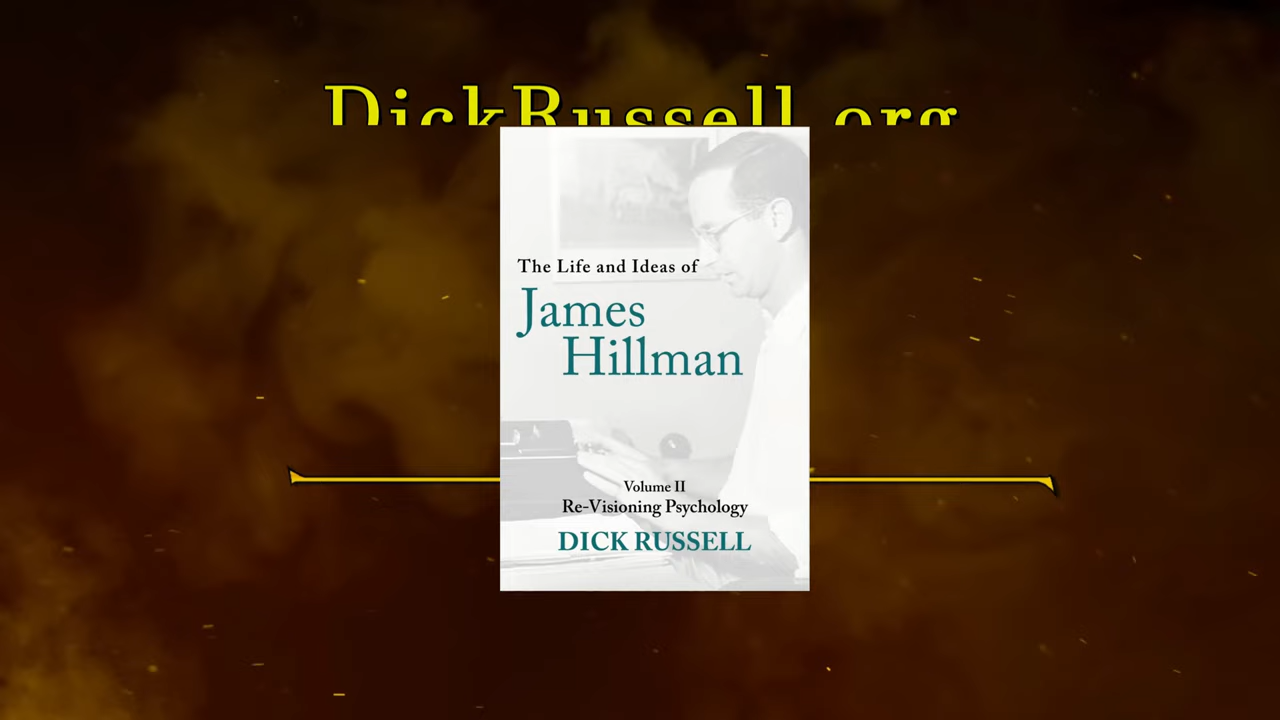 DickRussell.org
The Life and Ideas of
James
Hillman
Volume II
Re-Visioning Psychology
DICK RUSSELL